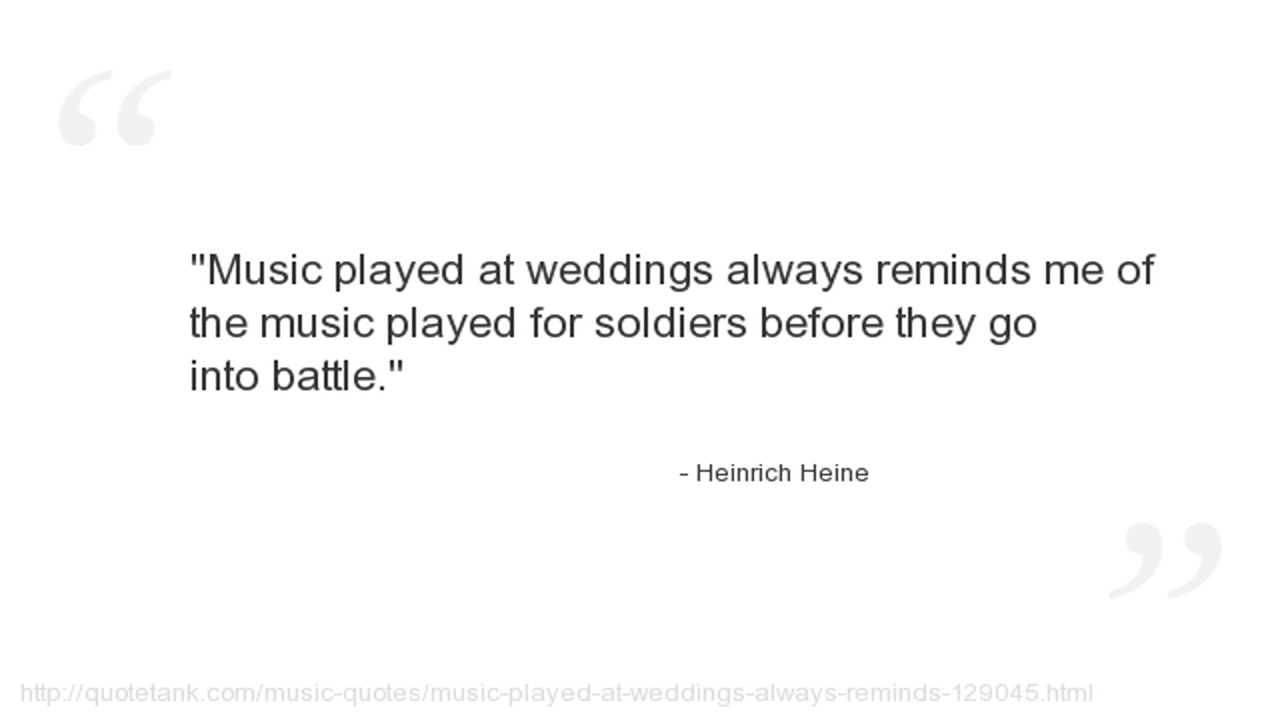 "Music played at weddings always reminds me of
the music played for soldiers before they go
into battle."
- Heinrich Heine
http://quotetank.com/music-quotes/music-played-at-weddings-always-reminds-129045.html